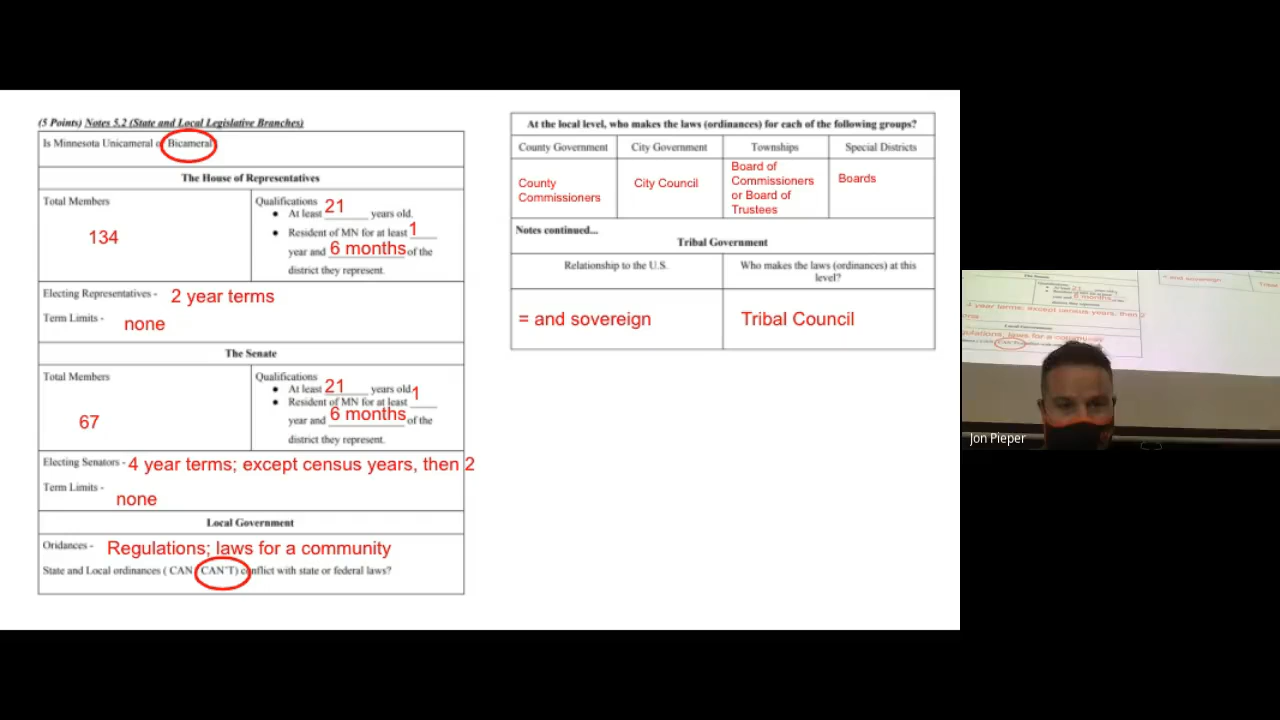 (5 Points) Notes 5.2 (State and Local Legislative Branches)
Is Minnesota Unicameral or Bicameral?
The House of Representatives
Total Members
134
Qualifications
At least 21 years old.
Resident of MN for at least 1
year and 6 months of the
district they represent.
Electing Representatives - 2 year terms
Term Limits - none
The Senate
Total Members
67
Qualifications
At least 21 years old.
Resident of MN for at least 1
year and 6 months of the
district they represent.
Electing Senators - 4 year terms; except census years, then 2
Term Limits - none
Local Government
Oridances - Regulations; laws for a community
State and Local ordinances ( CAN CAN'T) conflict with state or federal laws?
At the local level, who makes the laws (ordinances) for each of the following groups?
County Government City Government Townships Special Districts
County Commissioners
City Council
Board of
Commissioners
or Board of
Trustees
Boards
Notes continued...
Tribal Government
Relationship to the U.S.
Who makes the laws (ordinances) at this
level?
= and sovereign
Tribal Council
Jon Pieper